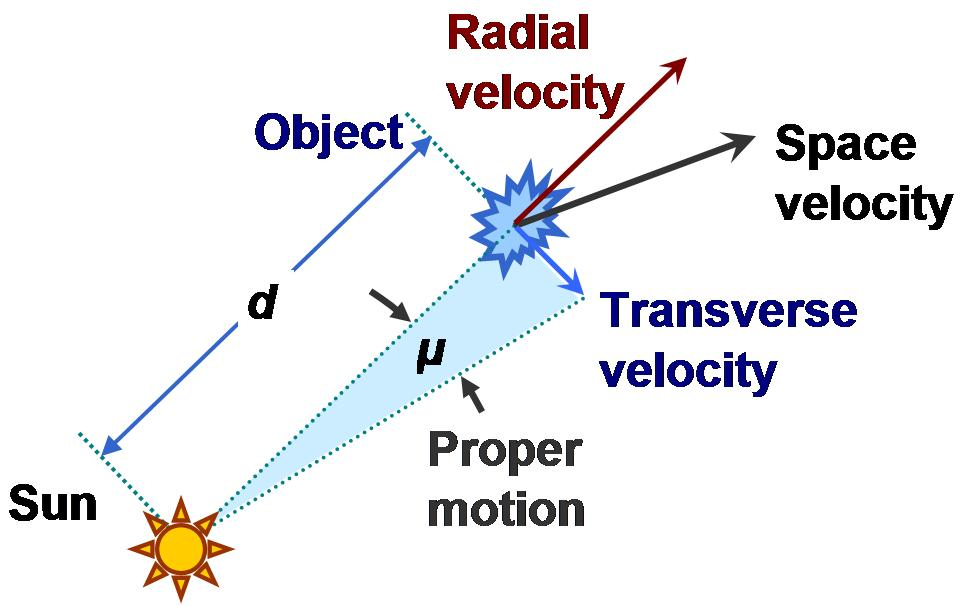 Radial
velocity
Object
Space
velocity
d
Transverse
velocity
μ
Proper
motion
Sun